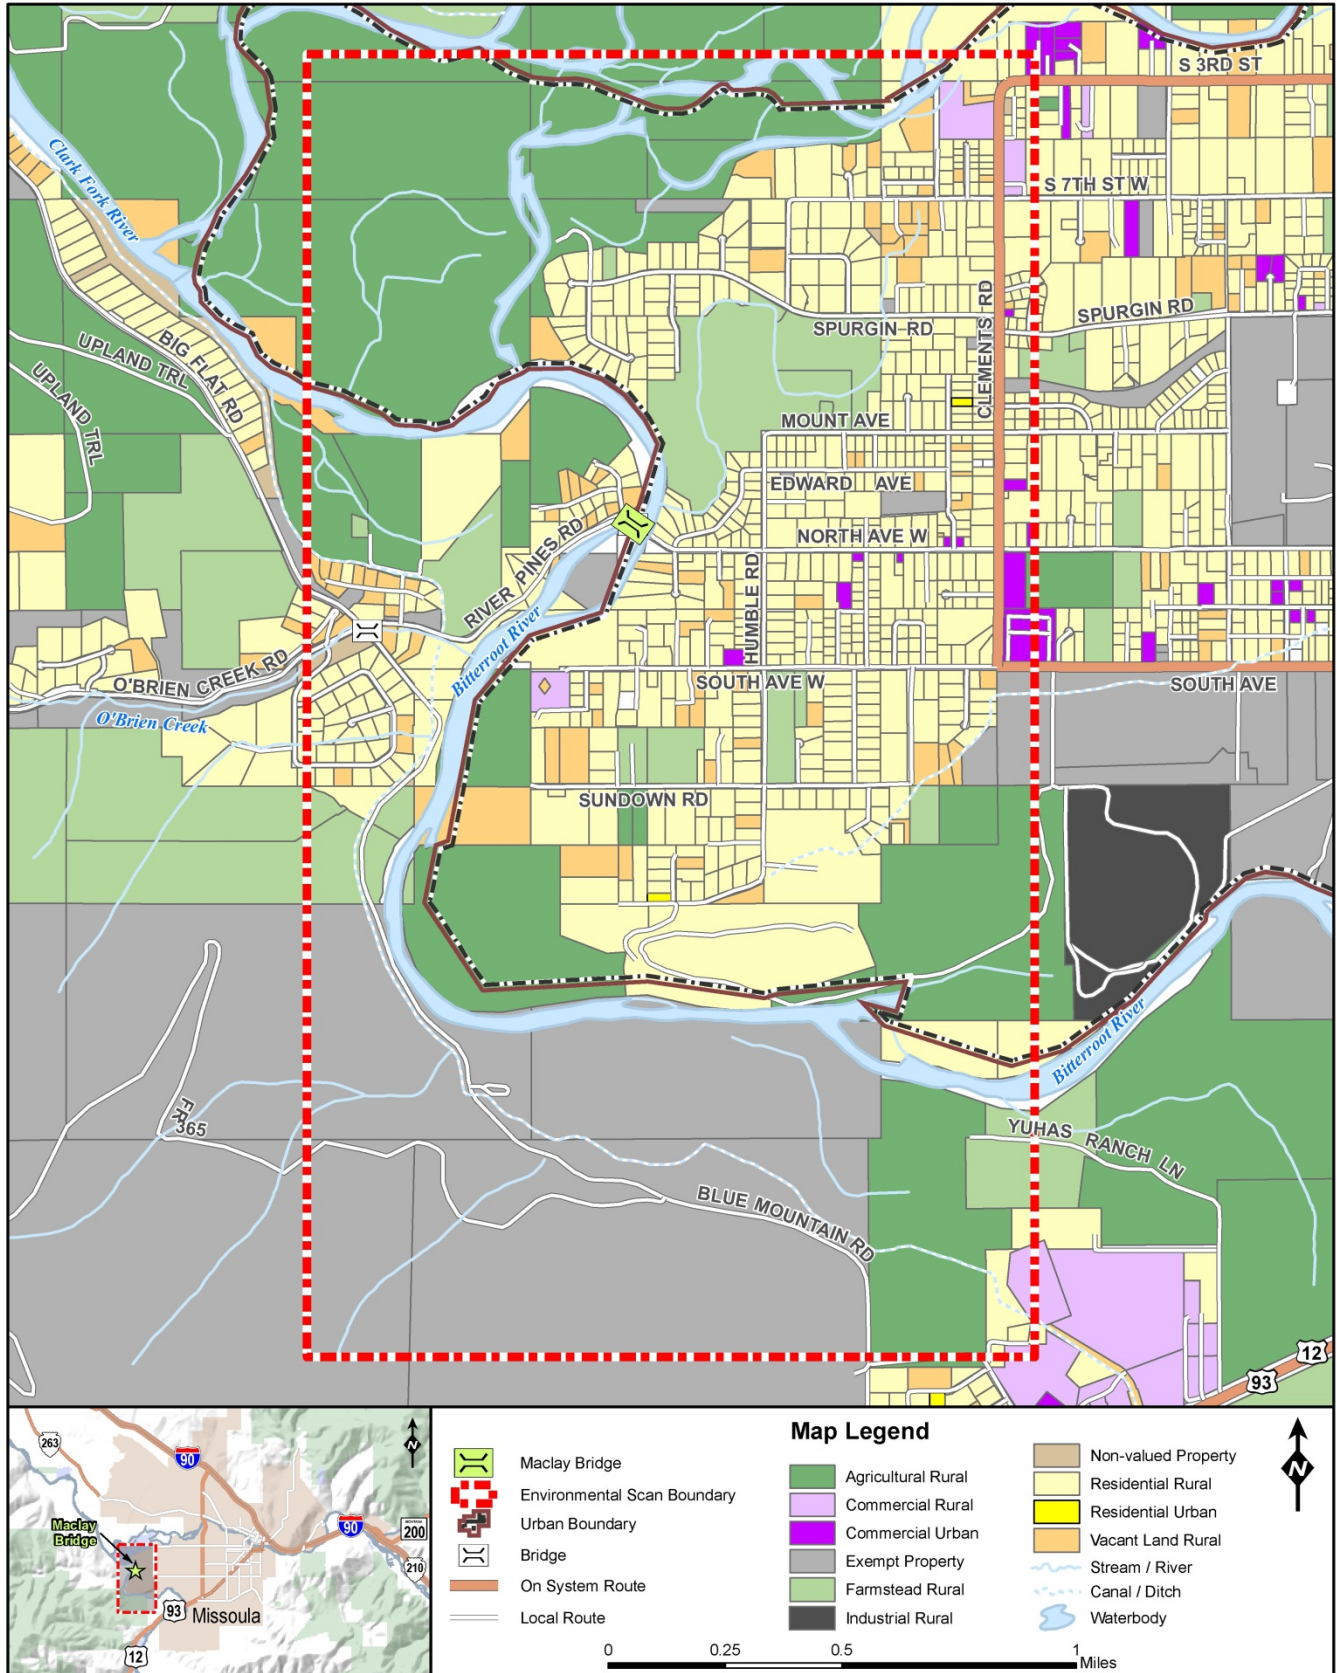 S 3RD ST
Clark Fork River
S 7TH ST W
CLEMENTS RD
SPURGIN RD
SPURGIN RD
BIG FLAT RD
UPLAND TRL
UPLAND TRL
MOUNT AVE
EDWARD AVE
NORTH AVE W
RIVER PINES RD
HUMBLE RD
Bitterroot River
O'BRIEN CREEK RD
O'Brien Creek
SOUTH AVE W
SOUTH AVE
SUNDOWN RD
Bitterroot River
FR 365
YUHAS RANCH LN
BLUE MOUNTAIN RD
12
93
263
90
N
Maclay
Bridge
90
MONTANA
200
210
93
Missoula
12
Map Legend
Maclay Bridge
Environmental Scan Boundary
Urban Boundary
Bridge
On System Route
Local Route
Agricultural Rural
Commercial Rural
Commercial Urban
Exempt Property
Farmstead Rural
Industrial Rural
Non-valued Property
Residential Rural
Residential Urban
Vacant Land Rural
Stream / River
Canal / Ditch
Waterbody
N
0 0.25 0.5 1
Miles